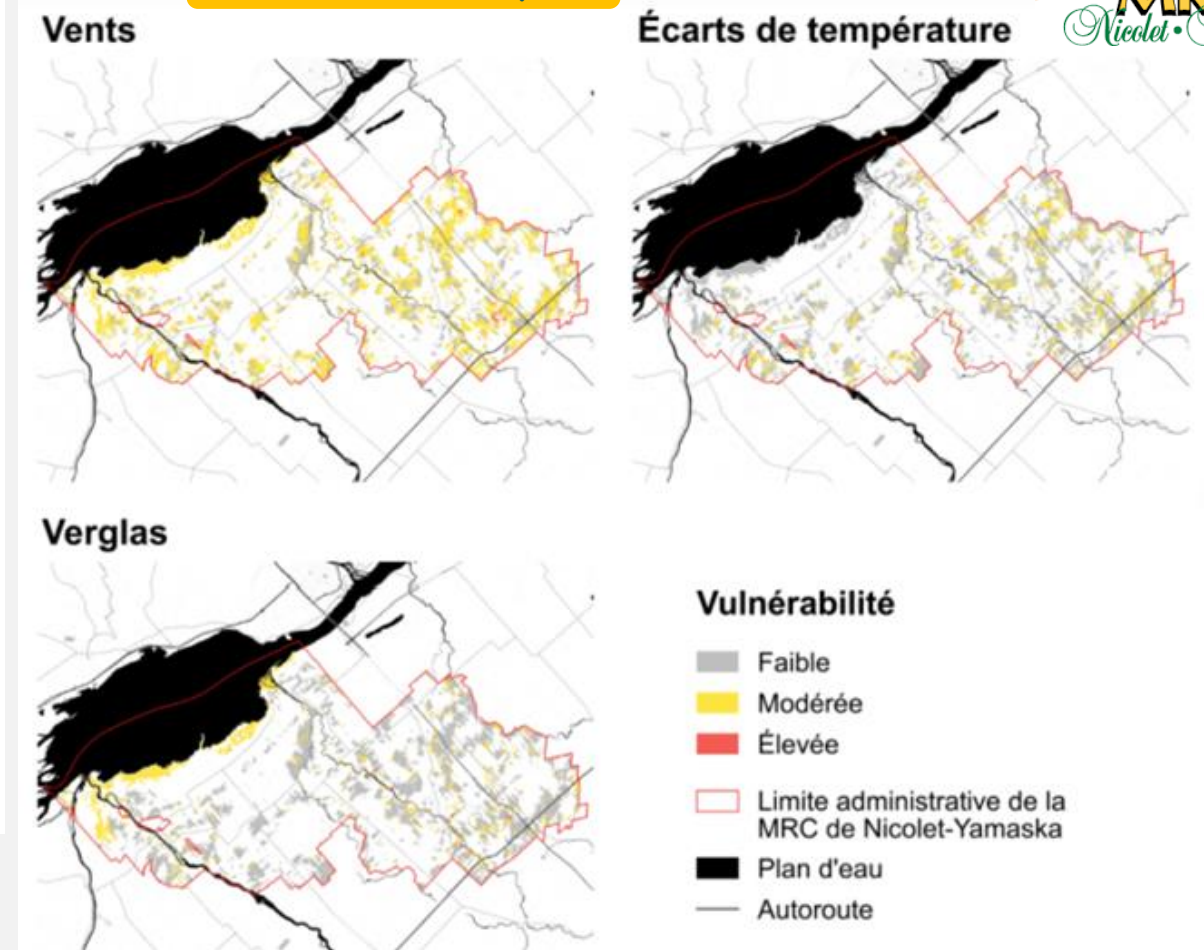 Vents
Écarts de température
Nicolet •
Verglas
Vulnérabilité
Faible
Modérée
Élevée
Limite administrative de la
MRC de Nicolet-Yamaska
Plan d'eau
Autoroute